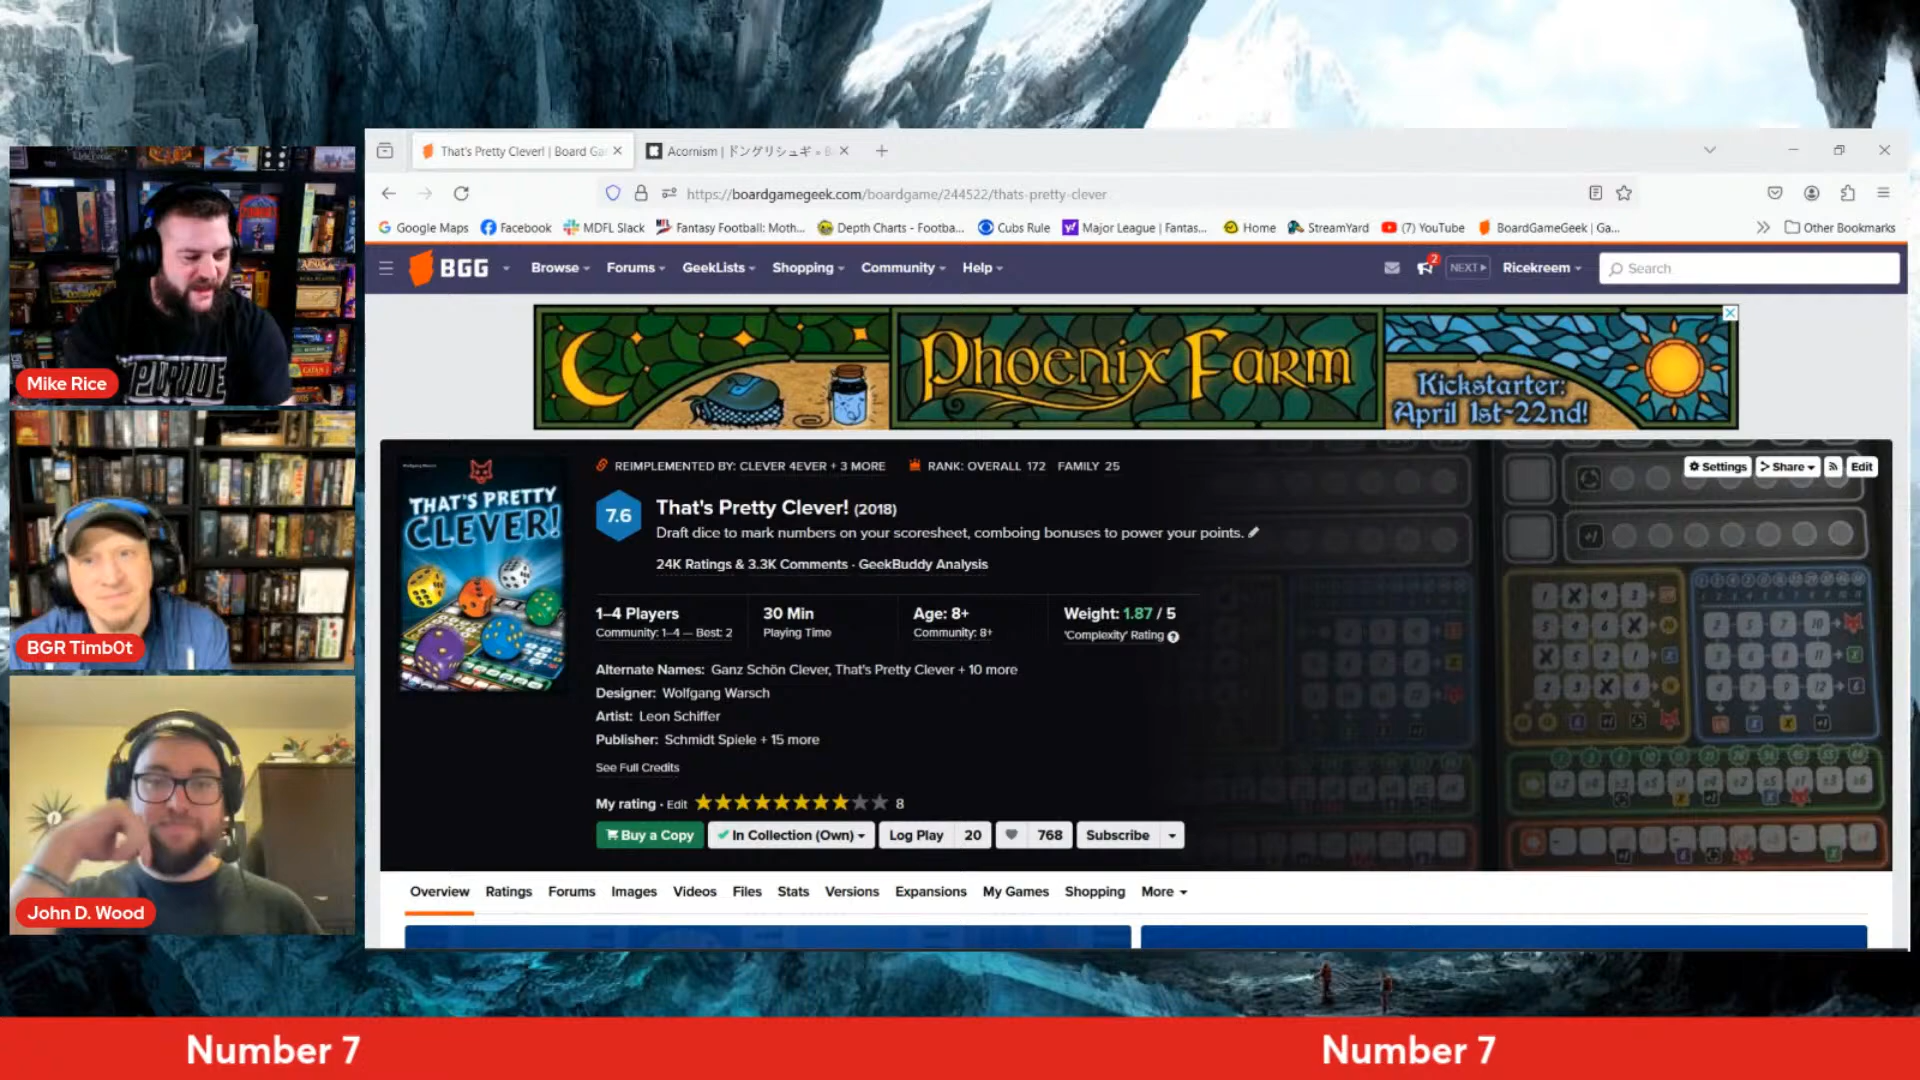 That's Pretty Clever! | Board Ga
Acornism | ドングリシュギ »
https://boardgamegeek.com/boardgame/244522/thats-pretty-clever
Google Maps
Facebook
MDFL Slack
Fantasy Football: Moth...
Depth Charts - Footba...
Cubs Rule
Major League | Fantas...
Home
StreamYard
(7) YouTube
BoardGameGeek | Ga...
Other Bookmarks
BGG
Browse
Forums
GeekLists
Shopping
Community
Help
2
NEXT
Ricekreem
Search
Phoenix Farm
Kickstarter:
April 1st-22nd!
PURDUE
Mike Rice
BGR Timb0t
John D. Wood
THAT'S PRETTY
CLEVER!
REIMPLEMENTED BY: CLEVER 4EVER + 3 MORE
RANK: OVERALL 172 FAMILY 25
Settings
Share
Edit
7.6
That's Pretty Clever! (2018)
Draft dice to mark numbers on your scoresheet, comboing bonuses to power your points.
24K Ratings & 3.3K Comments · GeekBuddy Analysis
1–4 Players
Community: 1–4 — Best: 2
30 Min
Playing Time
Age: 8+
Community: 8+
Weight: 1.87 / 5
'Complexity' Rating
Alternate Names: Ganz Schön Clever, That's Pretty Clever + 10 more
Designer: Wolfgang Warsch
Artist: Leon Schiffer
Publisher: Schmidt Spiele + 15 more
See Full Credits
My rating · Edit
8
Buy a Copy
In Collection (Own)
Log Play 20
768
Subscribe
Overview
Ratings
Forums
Images
Videos
Files
Stats
Versions
Expansions
My Games
Shopping
More
Number 7
Number 7